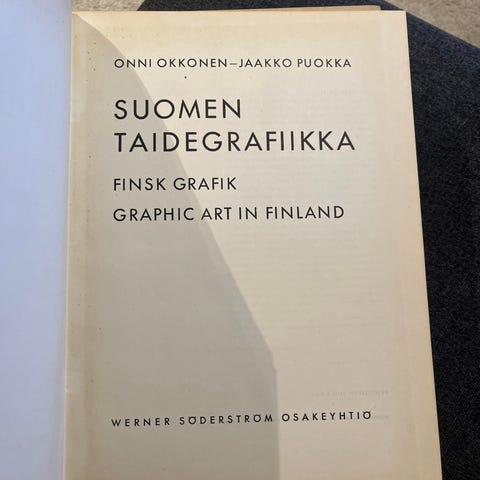 ONNI OKKONEN–JAAKKO PUOKKA
SUOMEN
TAIDEGRAFIIKKA
FINSK GRAFIK
GRAPHIC ART IN FINLAND
WERNER SÖDERSTRÖM OSAKEYHTIÖ